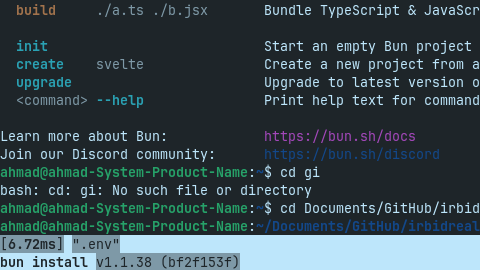 build ./a.ts ./b.jsx Bundle TypeScript & JavaScr
init Start an empty Bun project
create svelte Create a new project from a
upgrade Upgrade to latest version o
<command> --help Print help text for command
Learn more about Bun: https://bun.sh/docs
Join our Discord community: https://bun.sh/discord
ahmad@ahmad-System-Product-Name:~$ cd gi
bash: cd: gi: No such file or directory
ahmad@ahmad-System-Product-Name:~$ cd Documents/GitHub/irbid
ahmad@ahmad-System-Product-Name:~/Documents/GitHub/irbidreal
[6.72ms] ".env"
bun install v1.1.38 (bf2f153f)